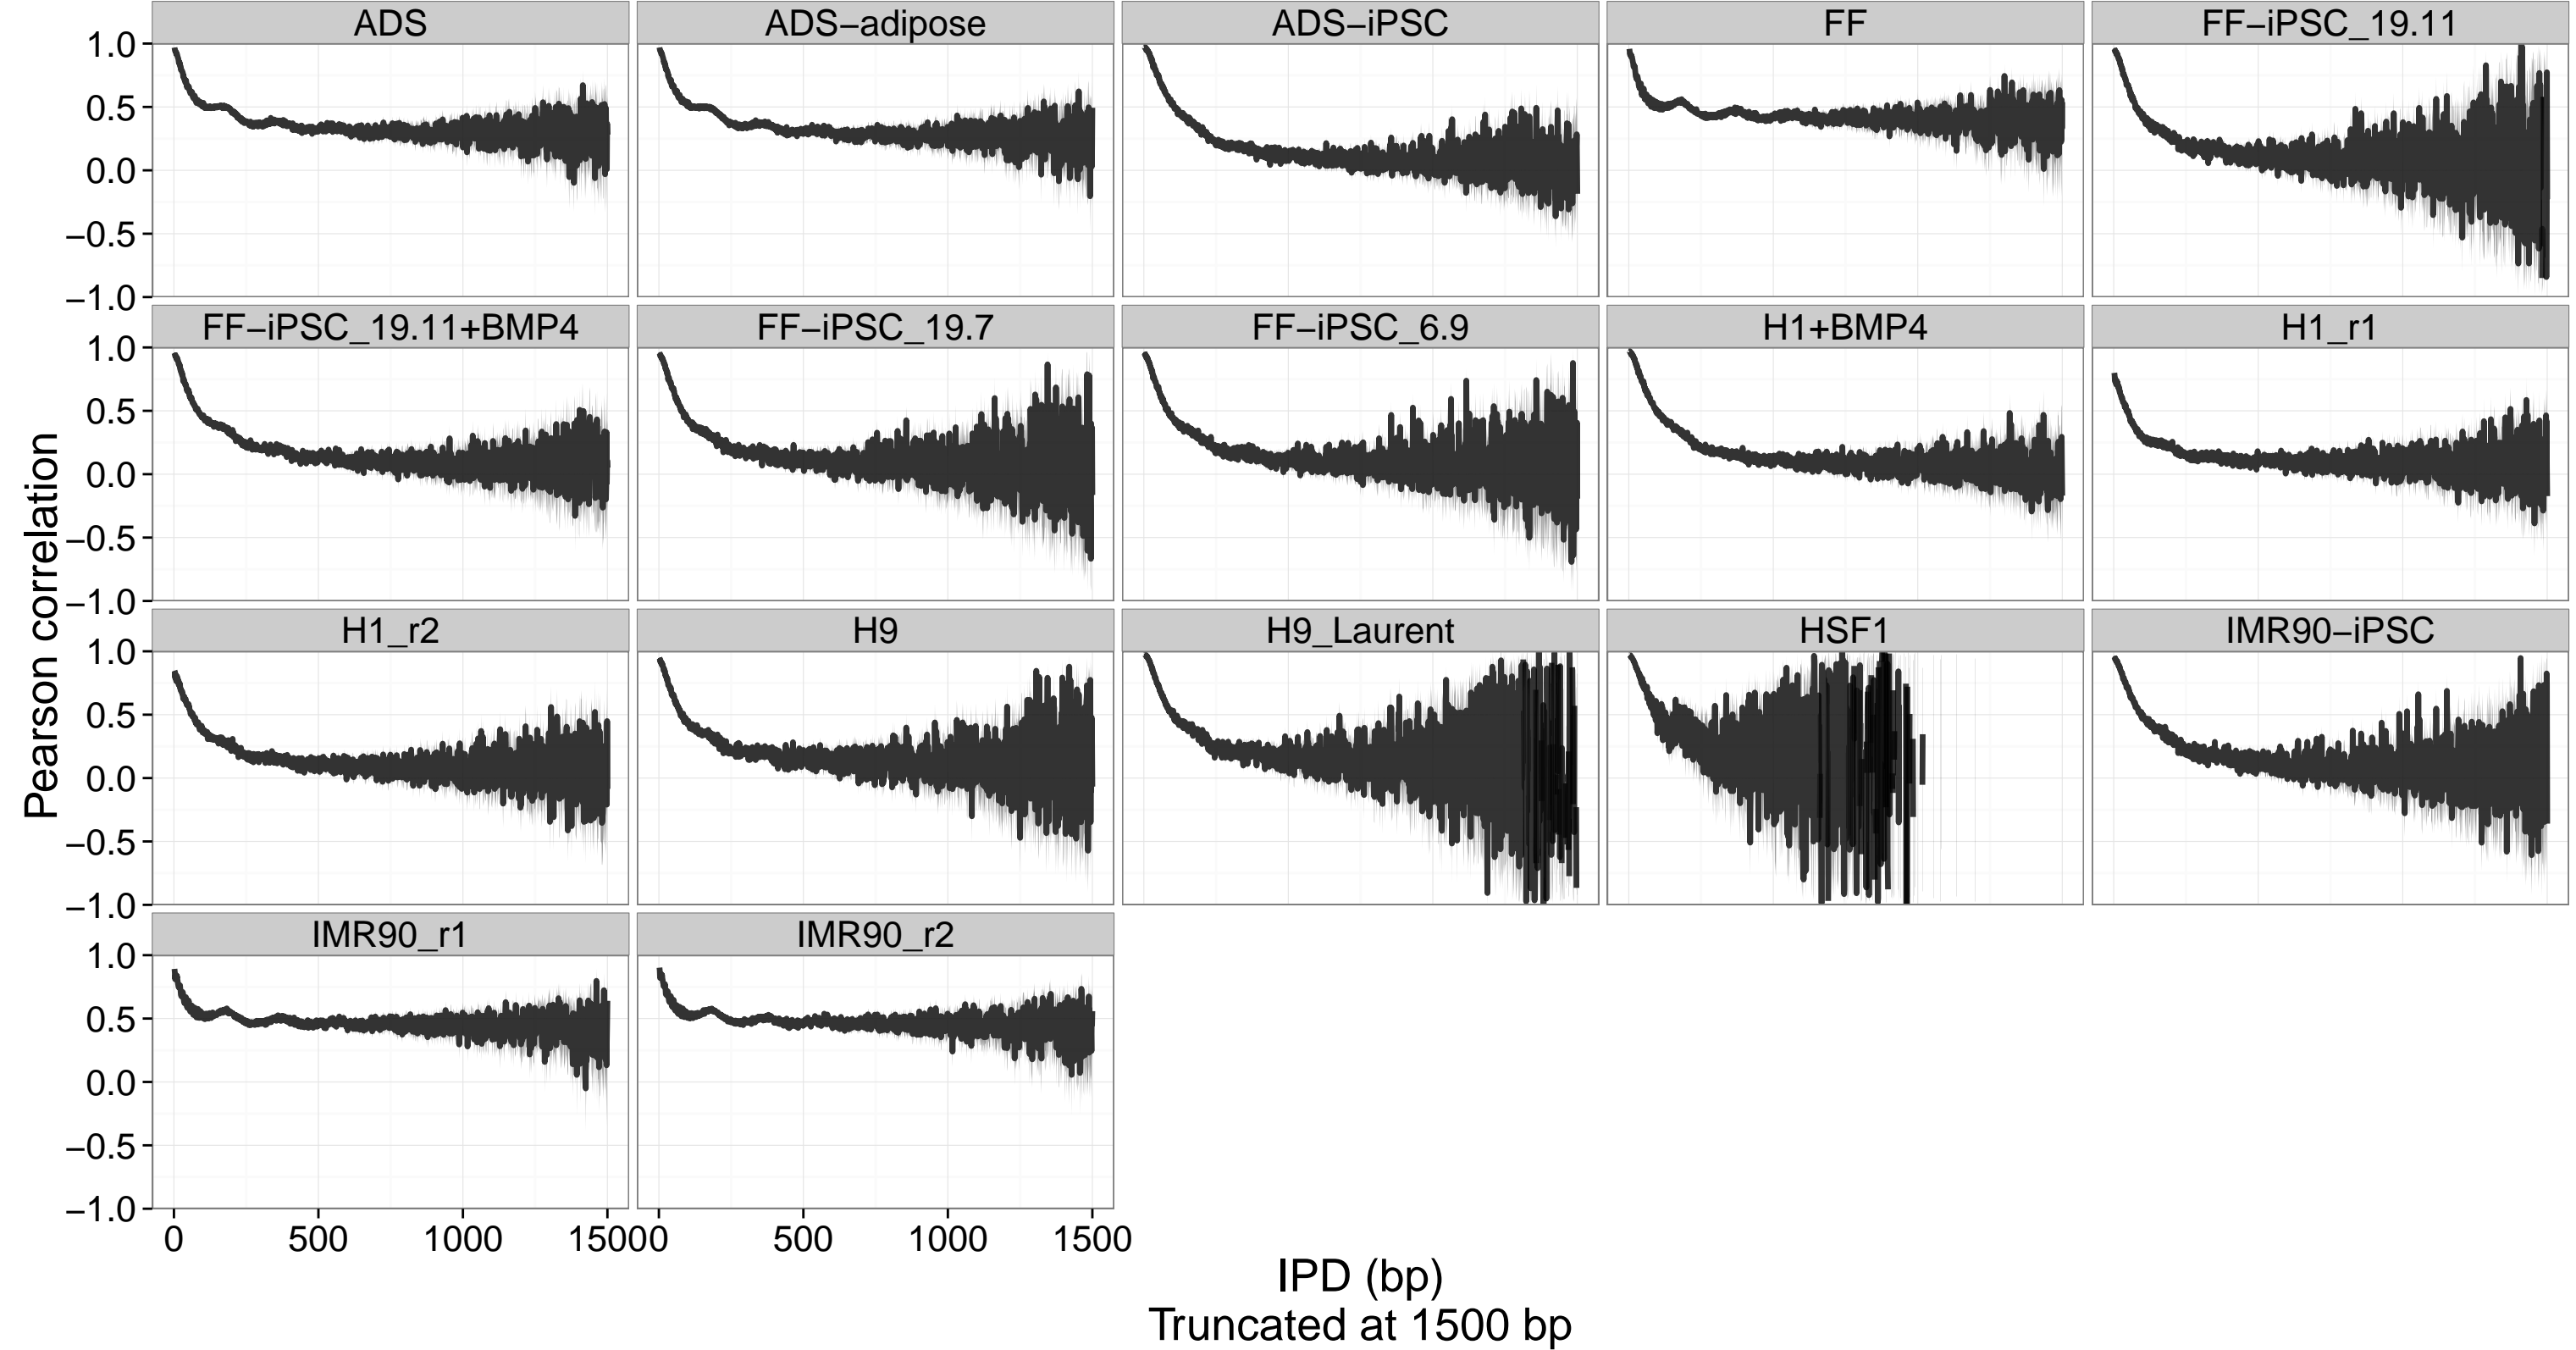 ADS ADS−adipose ADS−iPSC FF FF−iPSC_19.11
1.0
0.5
0.0
−0.5
−1.0
FF−iPSC_19.11+BMP4 FF−iPSC_19.7 FF−iPSC_6.9 H1+BMP4 H1_r1
1.0
0.5
0.0
−0.5
−1.0
H1_r2 H9 H9_Laurent HSF1 IMR90−iPSC
1.0
0.5
0.0
−0.5
−1.0
IMR90_r1 IMR90_r2
1.0
0.5
0.0
−0.5
−1.0
0 500 1000 1500 0 500 1000 1500
Pearson correlation
IPD (bp)
Truncated at 1500 bp